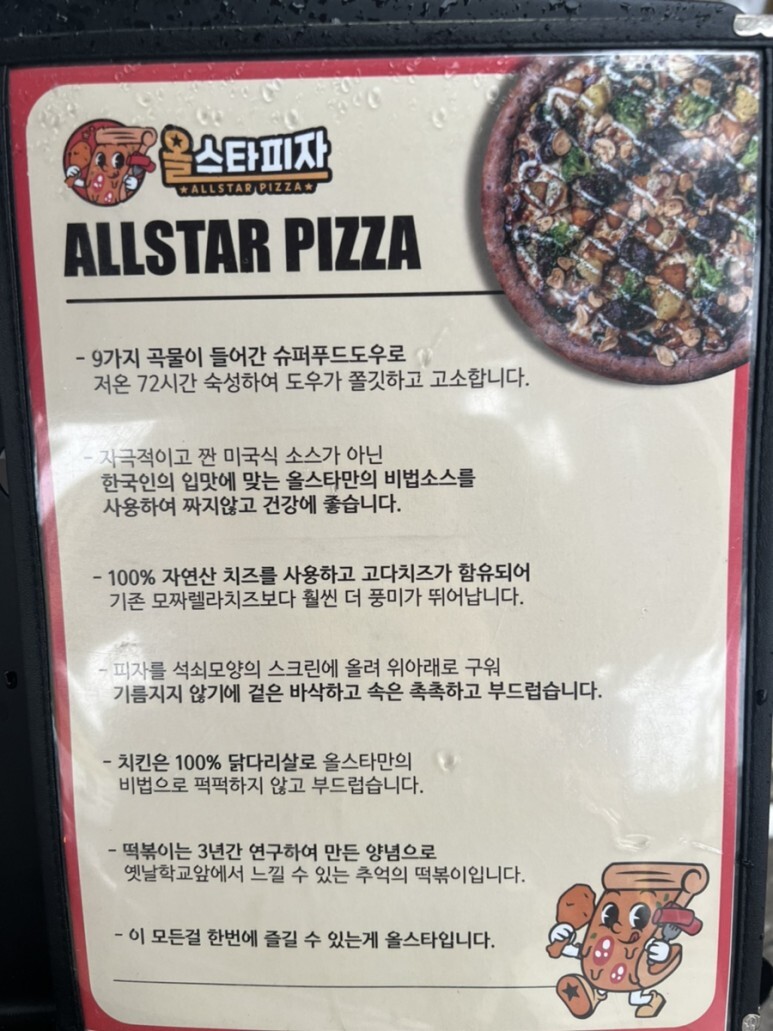 올스타피자
★ALLSTAR PIZZA★
ALLSTAR PIZZA
- 9가지 곡물이 들어간 슈퍼푸드도우로
저온 72시간 숙성하여 도우가 쫄깃하고 고소합니다.
- 자극적이고 짠 미국식 소스가 아닌
한국인의 입맛에 맞는 올스타만의 비법소스를
사용하여 짜지않고 건강에 좋습니다.
- 100% 자연산 치즈를 사용하고 고다치즈가 함유되어
기존 모짜렐라치즈보다 훨씬 더 풍미가 뛰어납니다.
- 피자를 석쇠모양의 스크린에 올려 위아래로 구워
기름지지 않기에 겉은 바삭하고 속은 촉촉하고 부드럽습니다.
- 치킨은 100% 닭다리살로 올스타만의
비법으로 퍽퍽하지 않고 부드럽습니다.
- 떡볶이는 3년간 연구하여 만든 양념으로
옛날학교앞에서 느낄 수 있는 추억의 떡볶이입니다.
- 이 모든걸 한번에 즐길 수 있는게 올스타입니다.